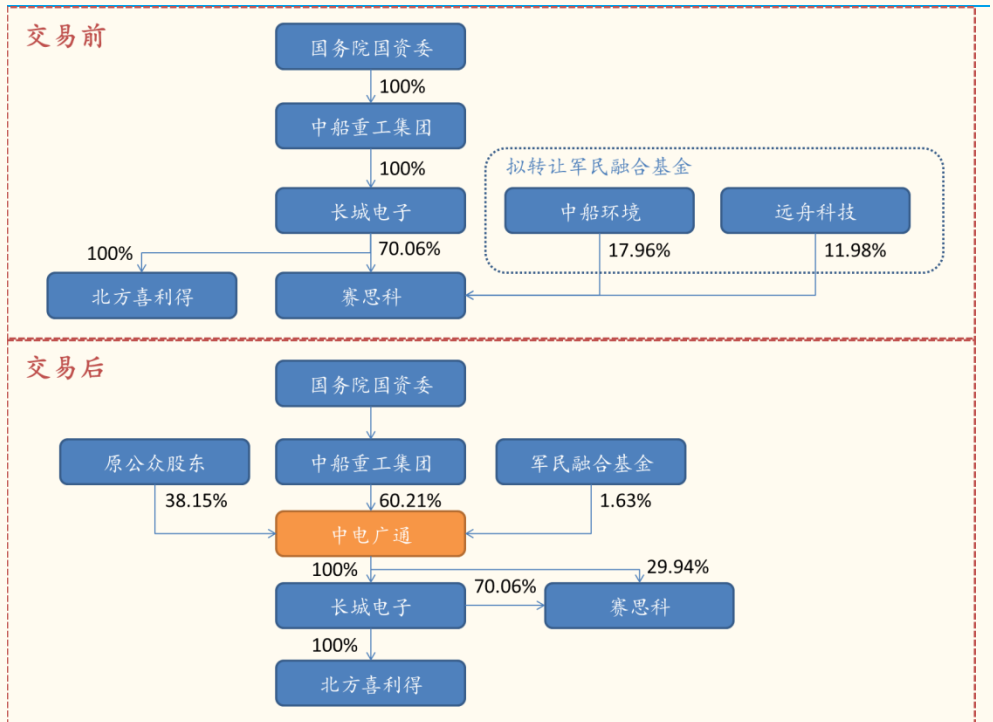 交易前
国务院国资委
100%
中船重工集团
100%
拟转让军民融合基金
长城电子
中船环境
远舟科技
100%
70.06%
17.96%
11.98%
北方喜利得
赛思科
交易后
国务院国资委
原公众股东
中船重工集团
军民融合基金
38.15%
60.21%
1.63%
中电广通
100%
29.94%
70.06%
长城电子
赛思科
100%
北方喜利得